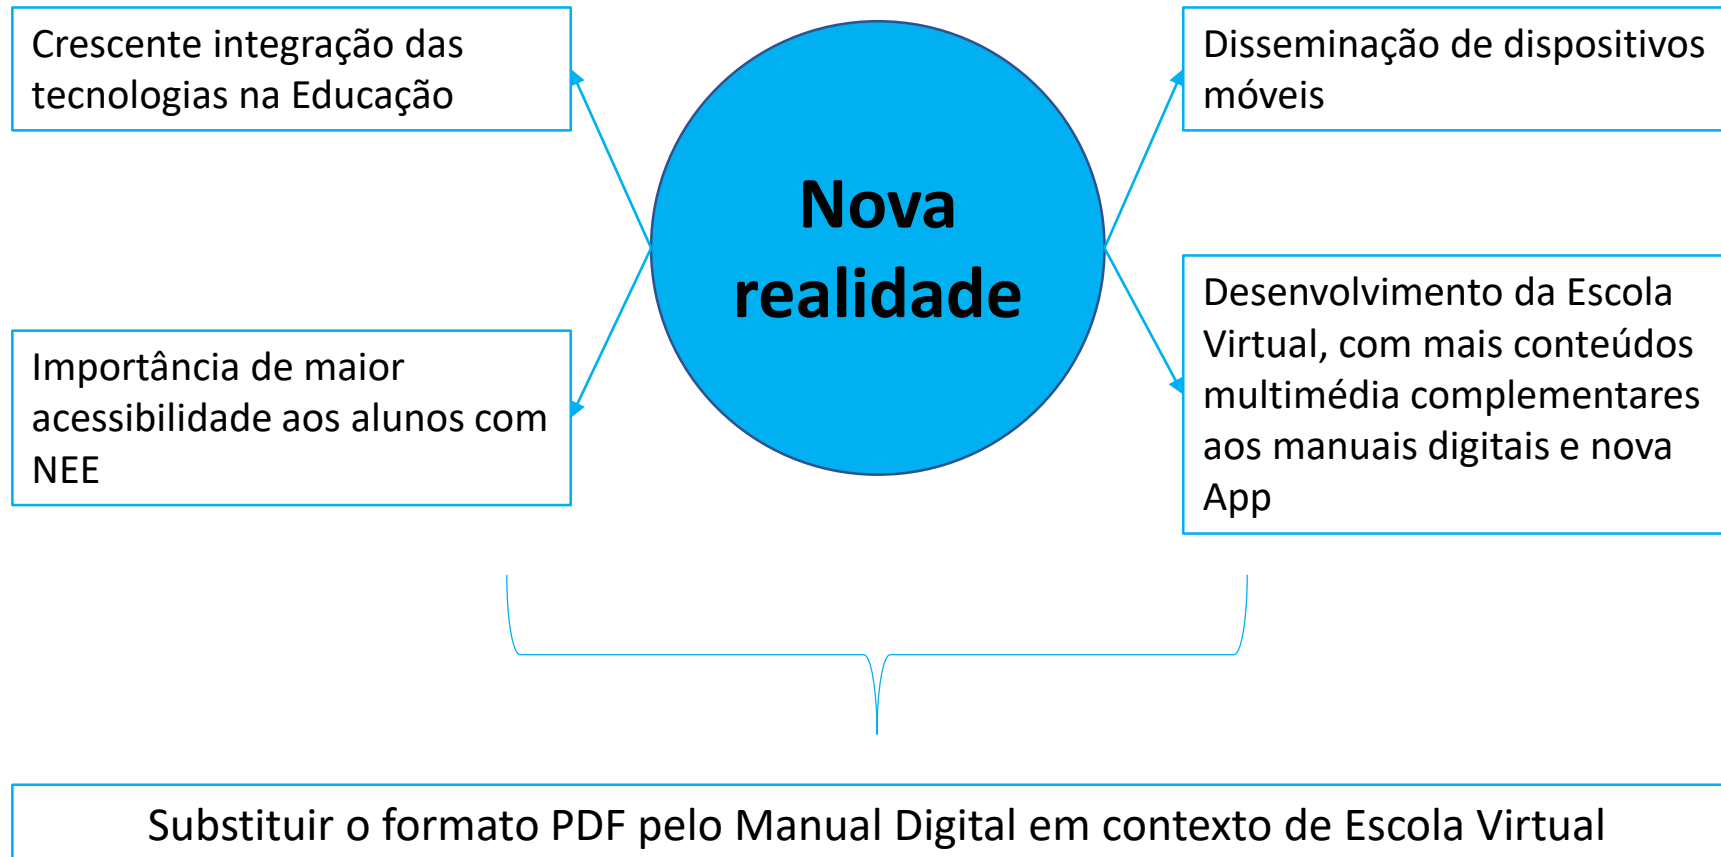 Crescente integração das
tecnologias na Educação
Importância de maior
acessibilidade aos alunos com
NEE
Nova
realidade
Disseminação de dispositivos
móveis
Desenvolvimento da Escola
Virtual, com mais conteúdos
multimédia complementares
aos manuais digitais e nova
App
Substituir o formato PDF pelo Manual Digital em contexto de Escola Virtual